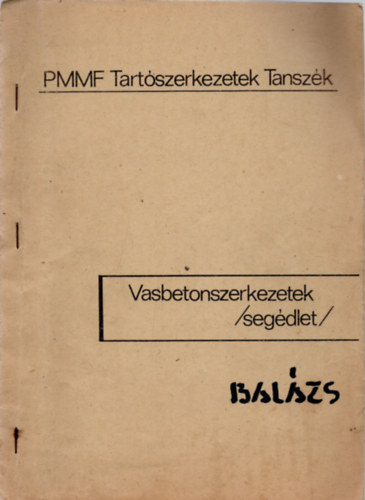 PMMF Tartószerkezetek Tanszék
Vasbetonszerkezetek
/segédlet/
BALÁZS